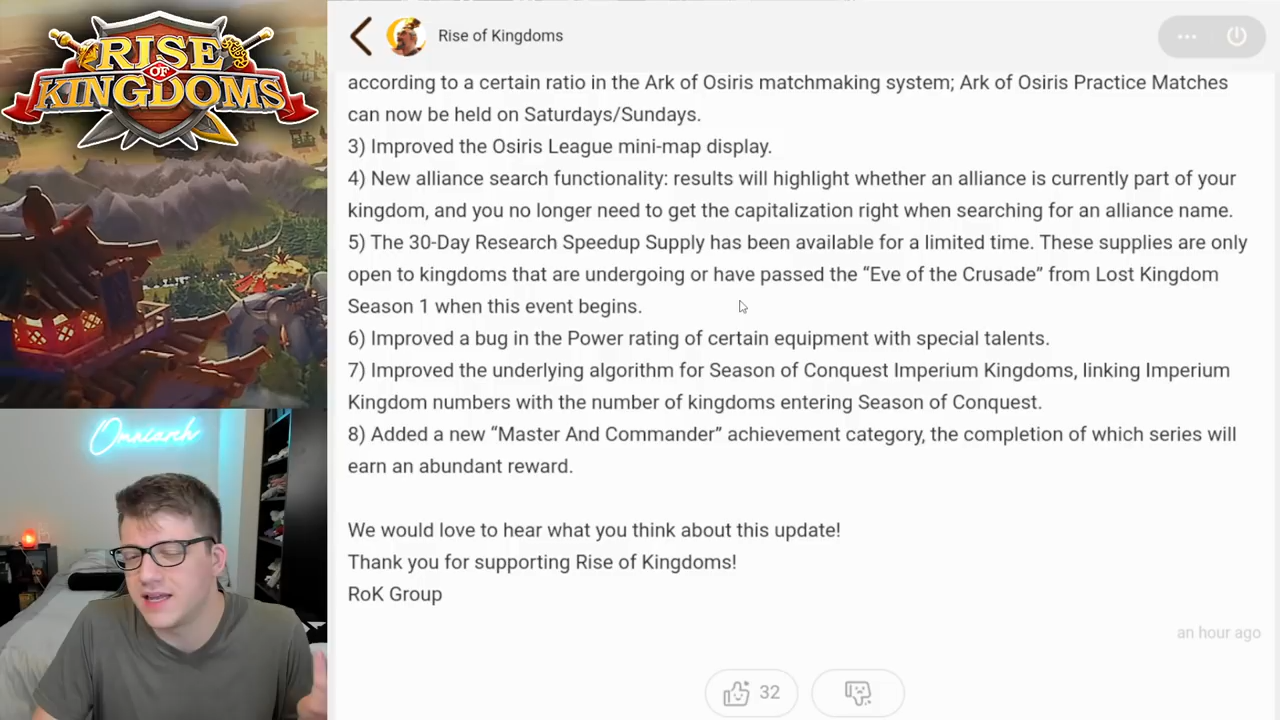 RISE
OF
KINGDOMS
Omniarch
Rise of Kingdoms
according to a certain ratio in the Ark of Osiris matchmaking system; Ark of Osiris Practice Matches
can now be held on Saturdays/Sundays.
3) Improved the Osiris League mini-map display.
4) New alliance search functionality: results will highlight whether an alliance is currently part of your
kingdom, and you no longer need to get the capitalization right when searching for an alliance name.
5) The 30-Day Research Speedup Supply has been available for a limited time. These supplies are only
open to kingdoms that are undergoing or have passed the “Eve of the Crusade” from Lost Kingdom
Season 1 when this event begins.
6) Improved a bug in the Power rating of certain equipment with special talents.
7) Improved the underlying algorithm for Season of Conquest Imperium Kingdoms, linking Imperium
Kingdom numbers with the number of kingdoms entering Season of Conquest.
8) Added a new “Master And Commander” achievement category, the completion of which series will
earn an abundant reward.
We would love to hear what you think about this update!
Thank you for supporting Rise of Kingdoms!
RoK Group
an hour ago
32